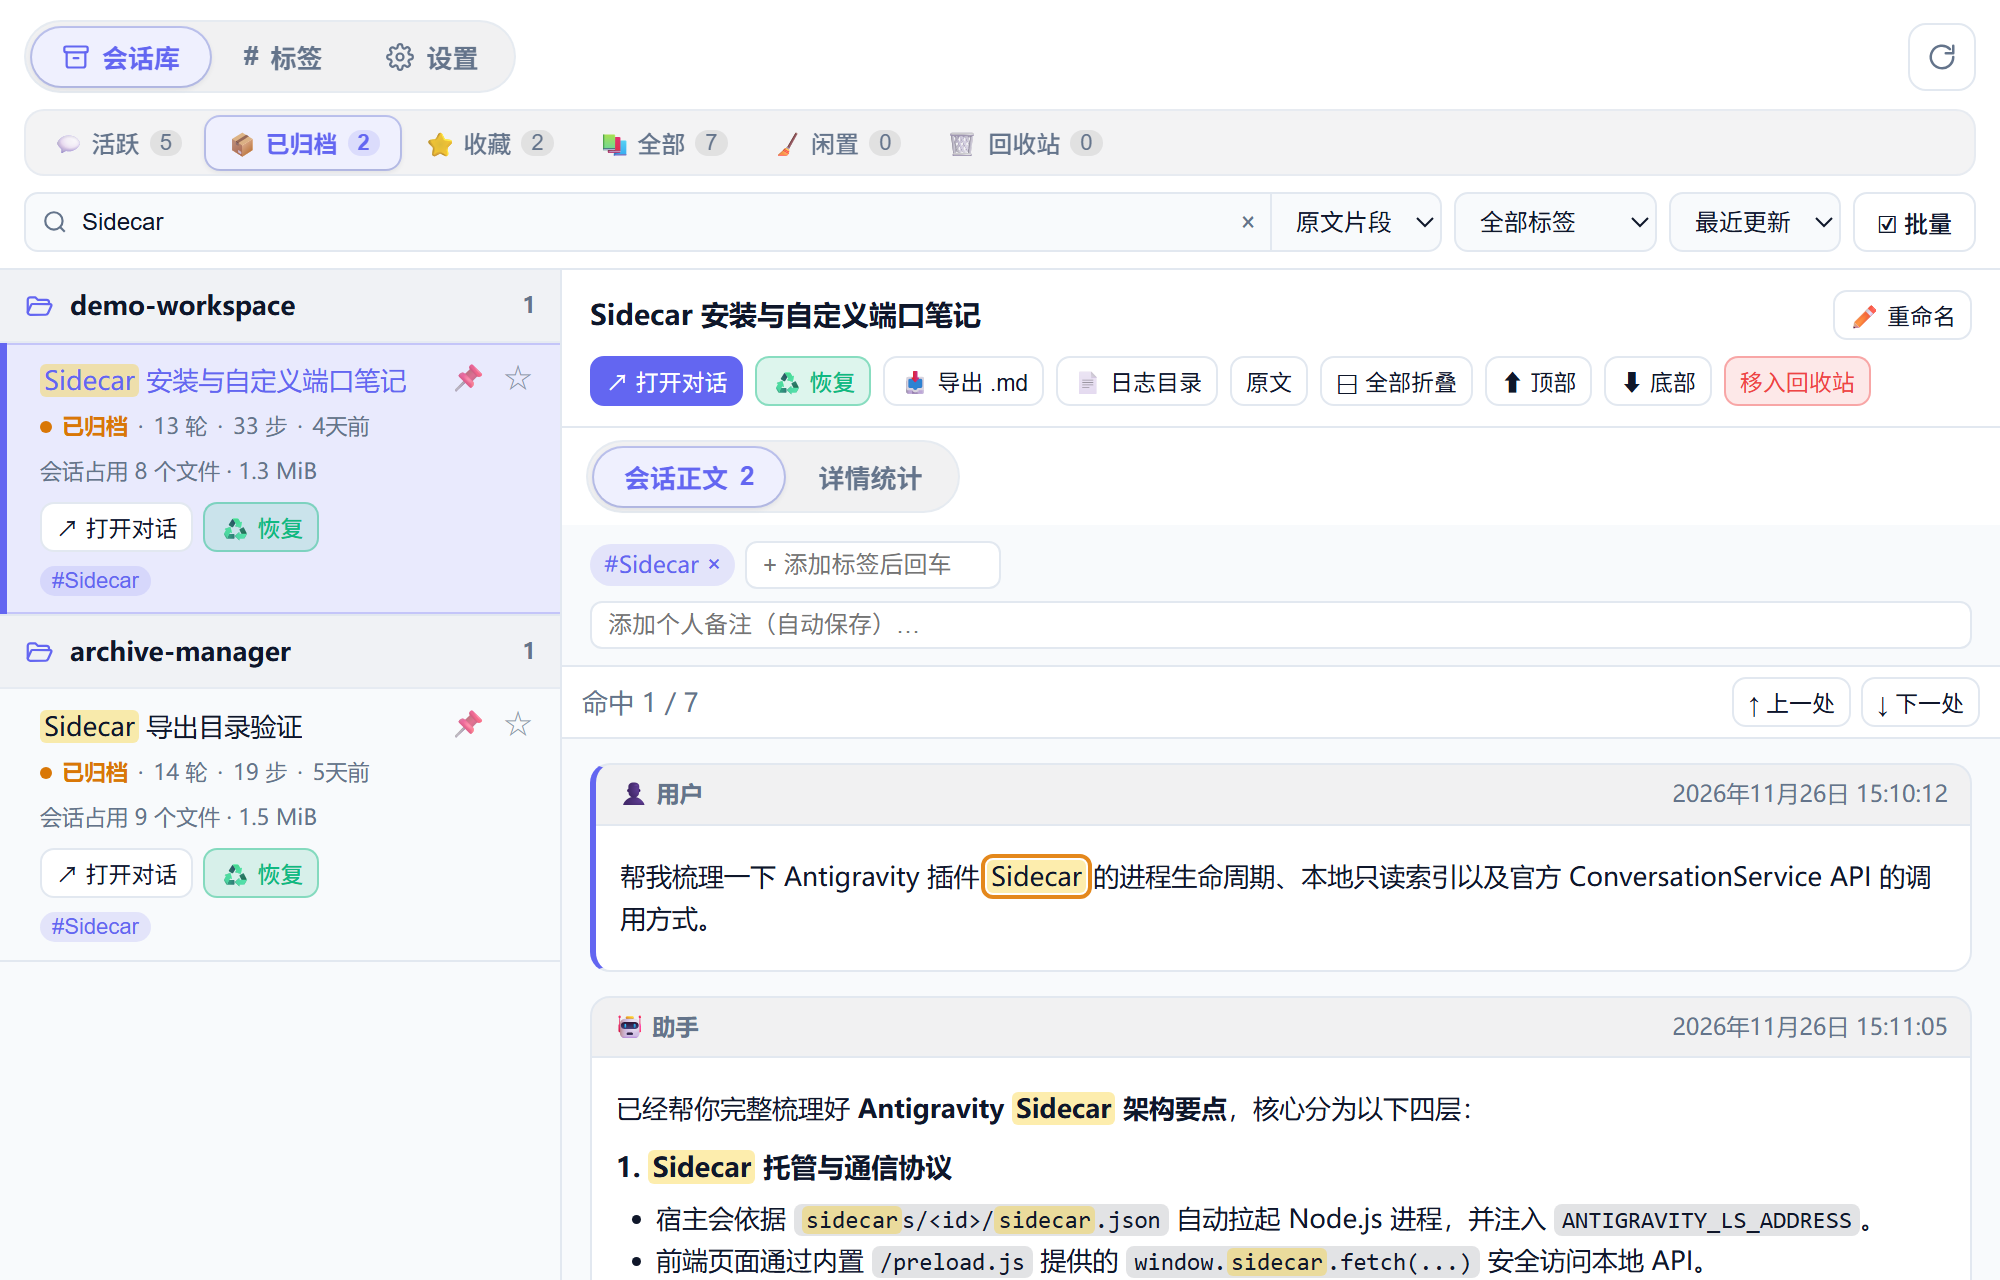 会话库 # 标签 设置
活跃 5 已归档 2 收藏 2 全部 7 闲置 0 回收站 0
Sidecar × 原文片段 全部标签 最近更新 ☑ 批量
demo-workspace 1
Sidecar 安装与自定义端口笔记 ☆
已归档 · 13 轮 · 33 步 · 4天前
会话占用 8 个文件 · 1.3 MiB
↗ 打开对话 恢复
#Sidecar
archive-manager 1
Sidecar 导出目录验证 ☆
已归档 · 14 轮 · 19 步 · 5天前
会话占用 9 个文件 · 1.5 MiB
↗ 打开对话 恢复
#Sidecar
Sidecar 安装与自定义端口笔记 重命名
↗ 打开对话 恢复 导出 .md 日志目录 原文 全部折叠 ⬆ 顶部 ⬇ 底部 移入回收站
会话正文 2 详情统计
#Sidecar × + 添加标签后回车
添加个人备注（自动保存）…
命中 1 / 7 ↑ 上一处 ↓ 下一处
用户 2026年11月26日 15:10:12
帮我梳理一下 Antigravity 插件 Sidecar 的进程生命周期、本地只读索引以及官方 ConversationService API 的调
用方式。
助手 2026年11月26日 15:11:05
已经帮你完整梳理好 Antigravity Sidecar 架构要点，核心分为以下四层：
1. Sidecar 托管与通信协议
• 宿主会依据 sidecars/<id>/sidecar.json 自动拉起 Node.js 进程，并注入 ANTIGRAVITY_LS_ADDRESS 。
• 前端页面通过内置 /preload.js 提供的 window.sidecar.fetch(...) 安全访问本地 API。